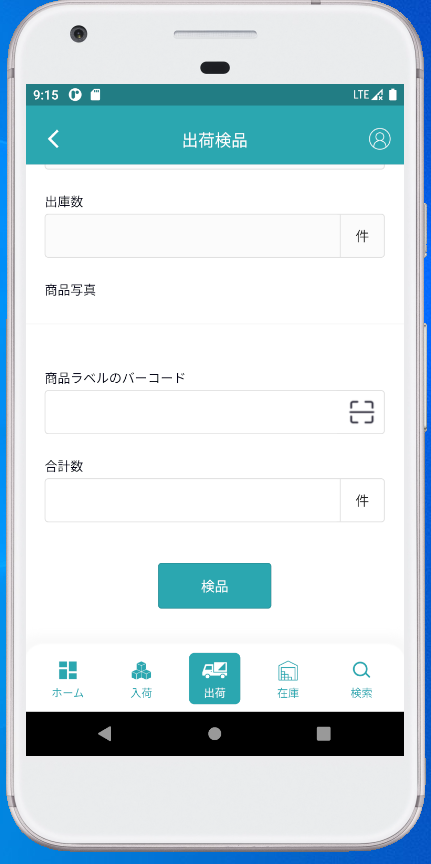 9:15
LTE
出荷検品
出庫数
件
商品写真
商品ラベルのバーコード
合計数
件
検品
ホーム
入荷
出荷
在庫
検索